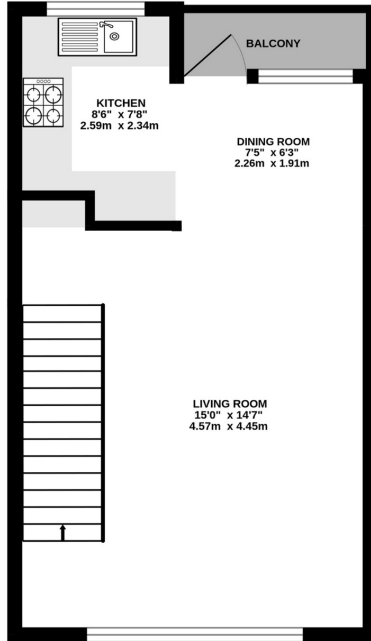 BALCONY
KITCHEN
8'6" x 7'8"
2.59m x 2.34m
DINING ROOM
7'5" x 6'3"
2.26m x 1.91m
LIVING ROOM
15'0" x 14'7"
4.57m x 4.45m